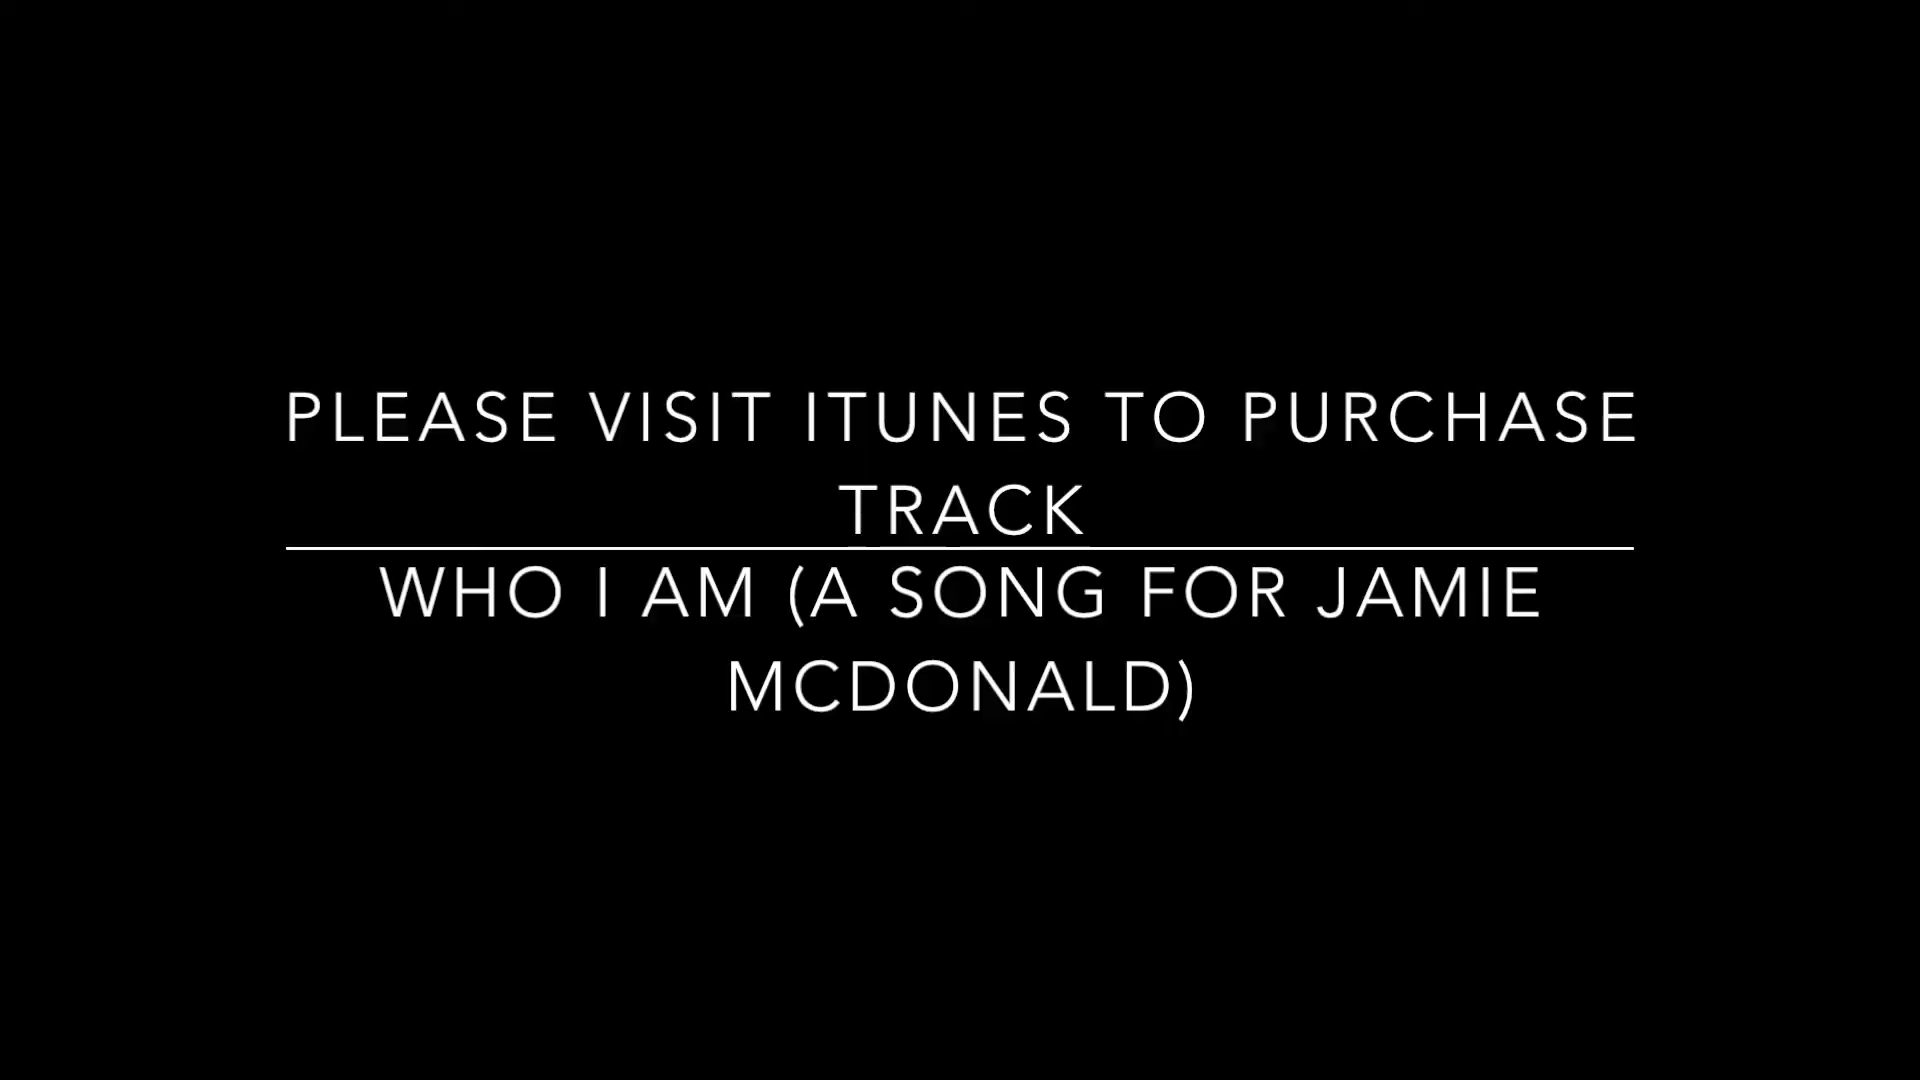 PLEASE VISIT ITUNES TO PURCHASE
TRACK
WHO I AM (A SONG FOR JAMIE
MCDONALD)